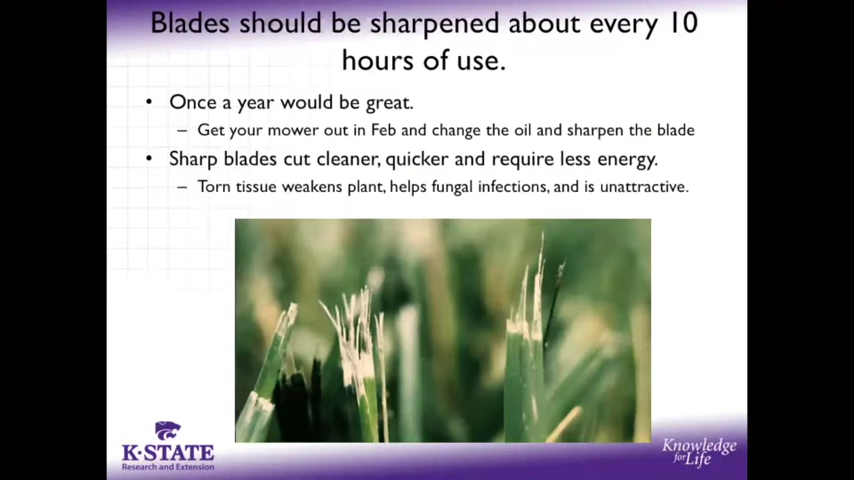 Blades should be sharpened about every 10
hours of use.
• Once a year would be great.
– Get your mower out in Feb and change the oil and sharpen the blade
• Sharp blades cut cleaner, quicker and require less energy.
– Torn tissue weakens plant, helps fungal infections, and is unattractive.
K-STATE
Research and Extension
Knowledge
for Life